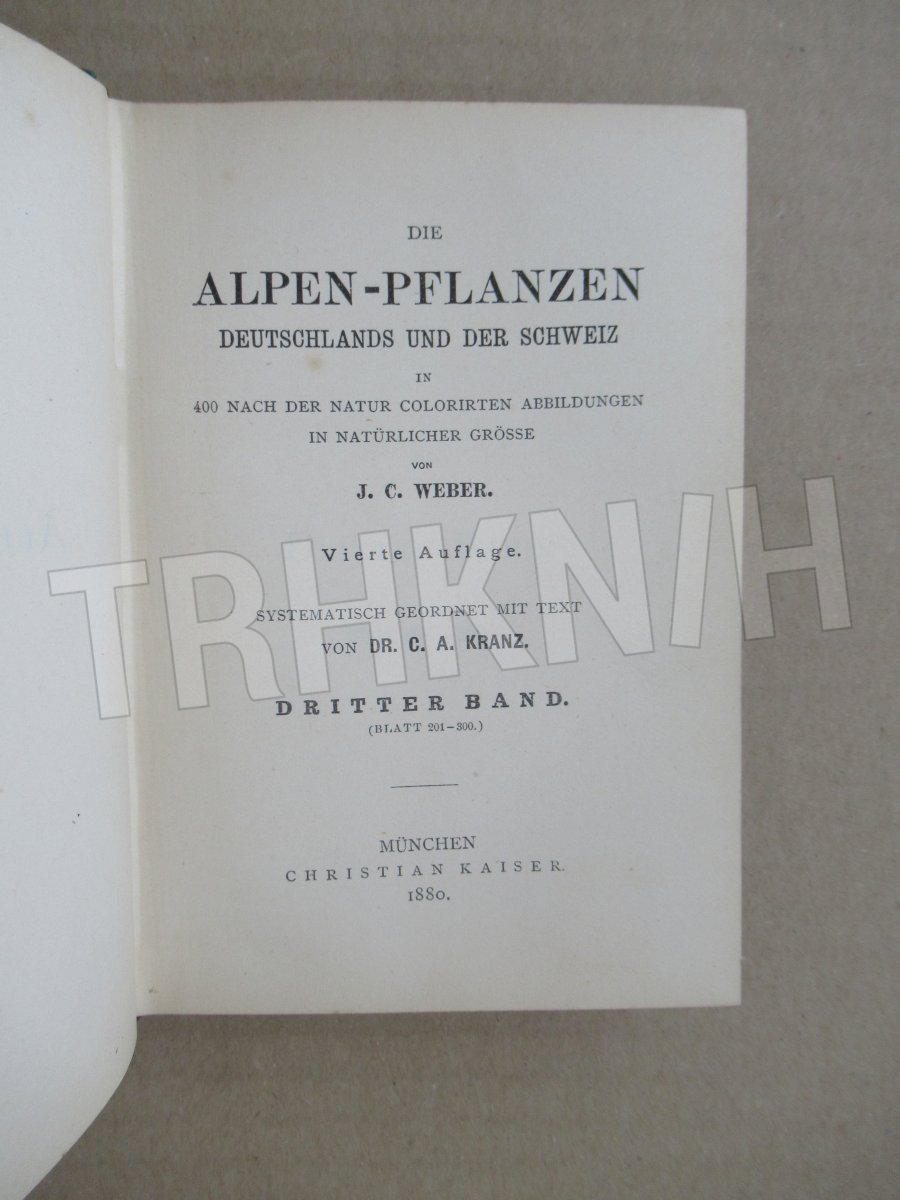 DIE
ALPEN-PFLANZEN
DEUTSCHLANDS UND DER SCHWEIZ
IN
400 NACH DER NATUR COLORIRTEN ABBILDUNGEN
IN NATÜRLICHER GRÖSSE
VON
J. C. WEBER.
Vierte Auflage.
TRHKN/H
SYSTEMATISCH GEORDNET MIT TEXT
VON DR. C. A. KRANZ.
DRITTER BAND.
(BLATT 201–300.)
MÜNCHEN
CHRISTIAN KAISER.
1880.